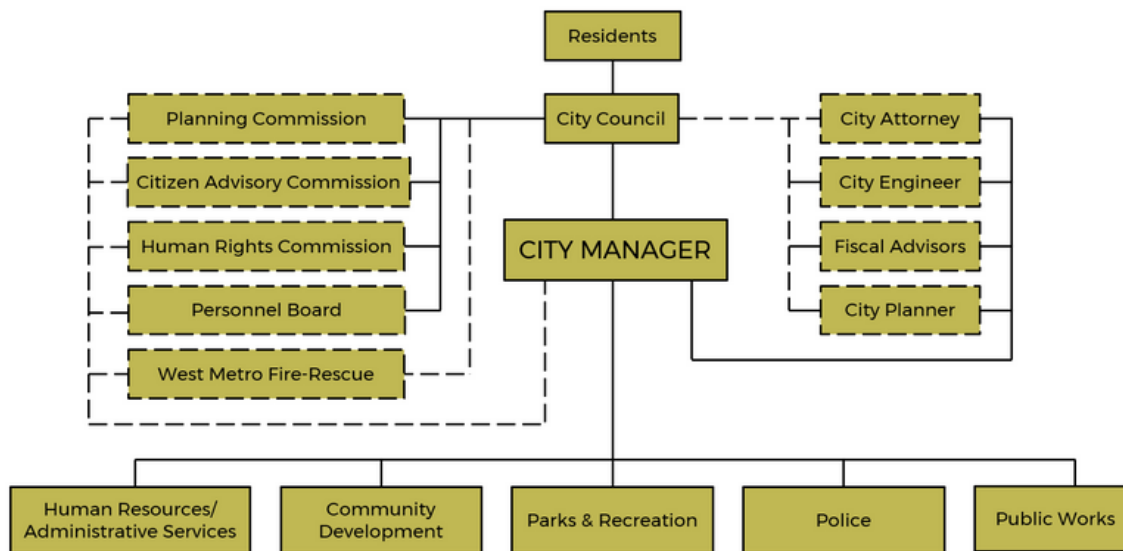 Residents
Planning Commission
City Council
City Attorney
Citizen Advisory Commission
City Engineer
Human Rights Commission
CITY MANAGER
Fiscal Advisors
Personnel Board
City Planner
West Metro Fire-Rescue
Human Resources/
Administrative Services
Community
Development
Parks & Recreation
Police
Public Works